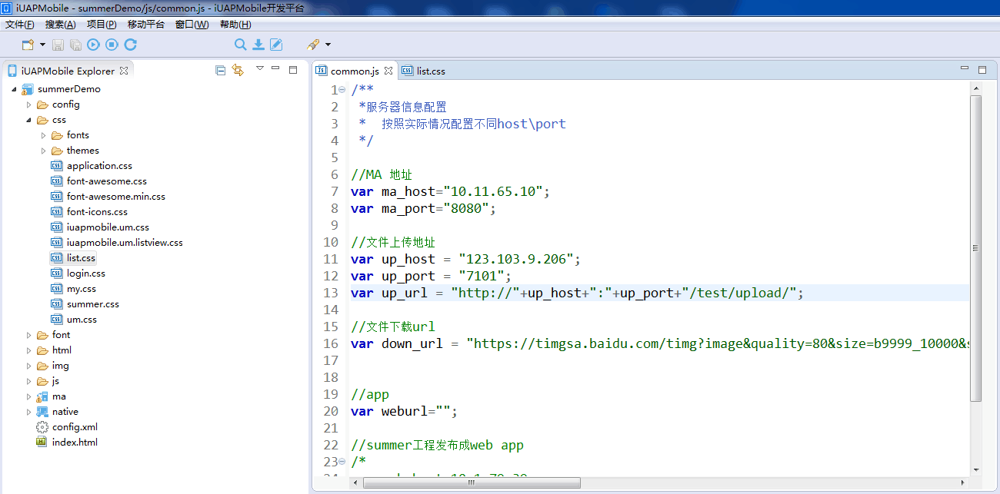 iUAPMobile - summerDemo/js/common.js - iUAPMobile开发平台
文件(F) 搜索(A) 项目(P) 移动平台 窗口(W) 帮助(H)
iUAPMobile Explorer
summerDemo
config
css
fonts
themes
application.css
font-awesome.css
font-awesome.min.css
font-icons.css
iuapmobile.um.css
iuapmobile.um.listview.css
list.css
login.css
my.css
summer.css
um.css
font
html
img
js
ma
native
config.xml
index.html
common.js list.css
1 /**
2 *服务器信息配置
3 * 按照实际情况配置不同host\port
4 */
5
6 //MA 地址
7 var ma_host="10.11.65.10";
8 var ma_port="8080";
9
10 //文件上传地址
11 var up_host = "123.103.9.206";
12 var up_port = "7101";
13 var up_url = "http://"+up_host+":"+up_port+"/test/upload/";
14
15 //文件下载url
16 var down_url = "https://timgsa.baidu.com/timg?image&quality=80&size=b9999_10000&
17
18
19 //app
20 var weburl="";
21
22 //summer工程发布成web app
23 /*